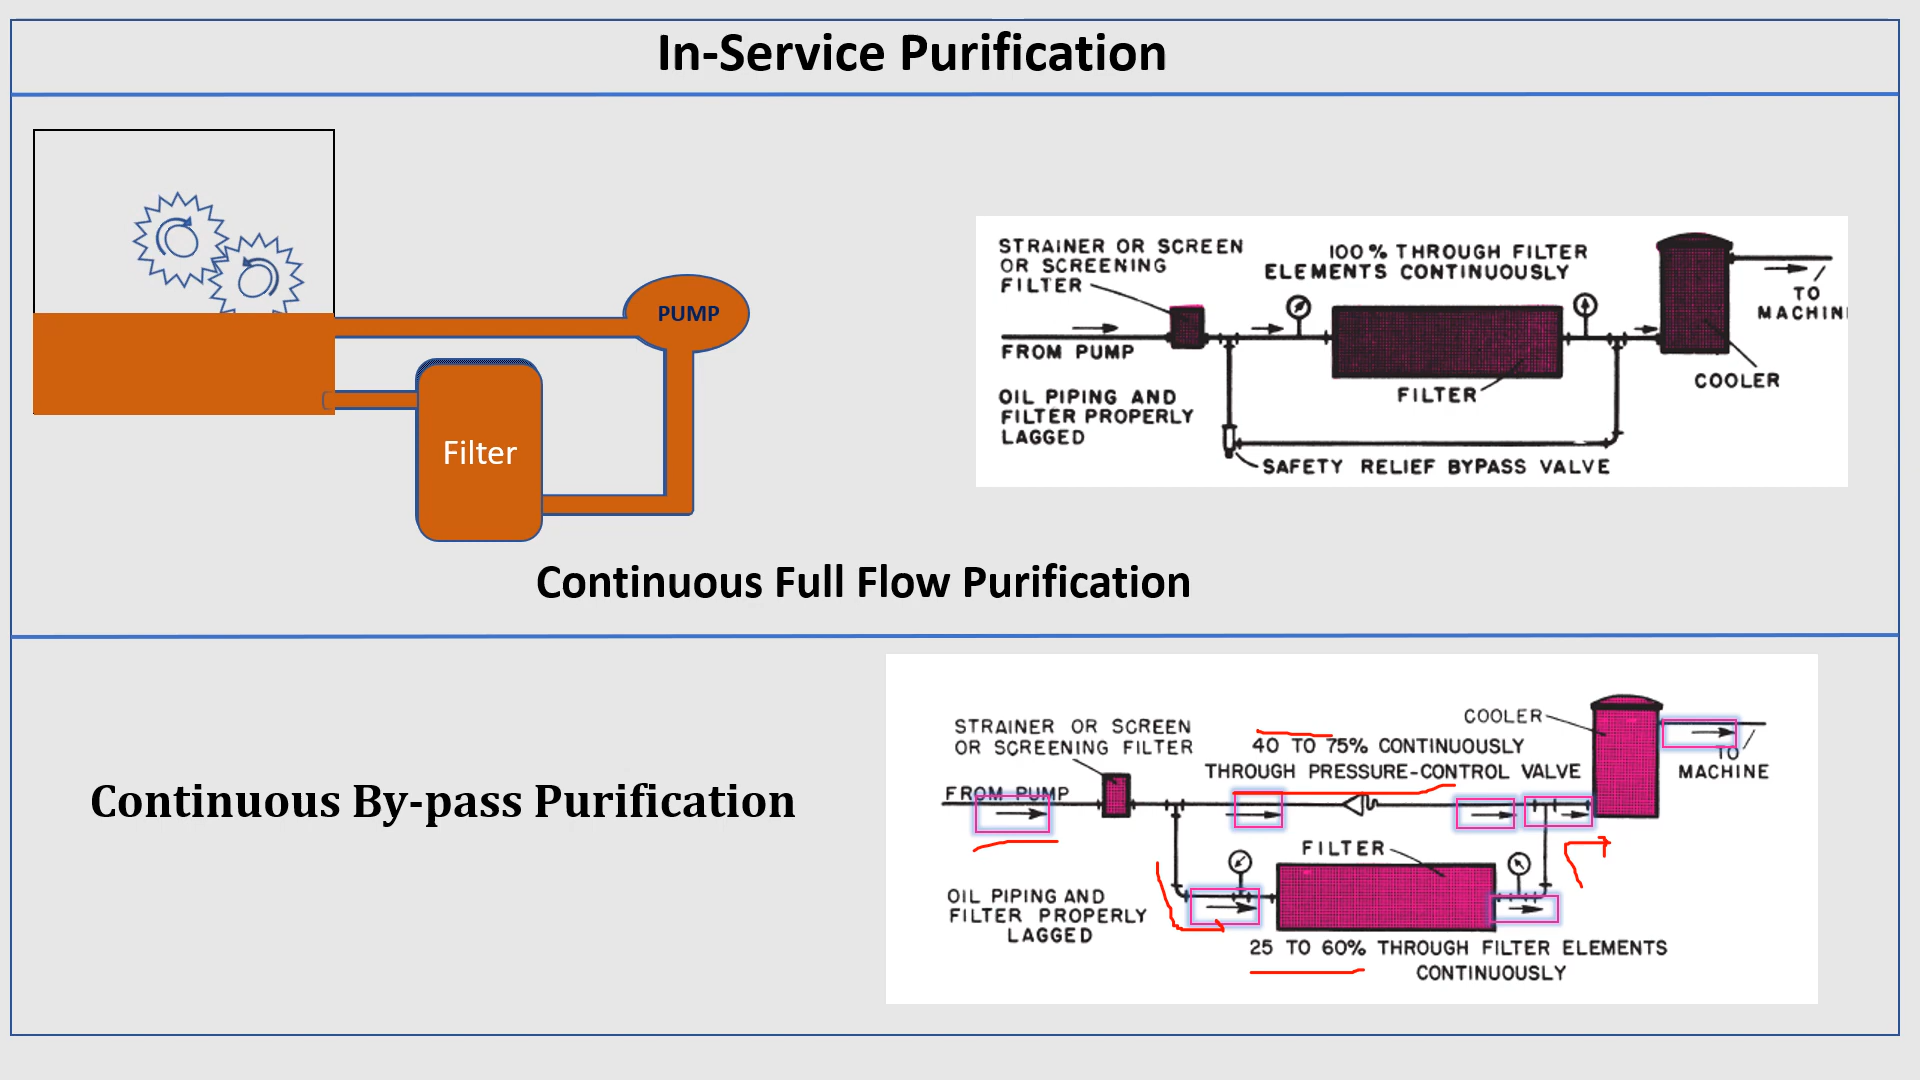 In-Service Purification
PUMP
Filter
STRAINER OR SCREEN
OR SCREENING
FILTER
100% THROUGH FILTER
ELEMENTS CONTINUOUSLY
TO
MACHIN
FROM PUMP
COOLER
FILTER
OIL PIPING AND
FILTER PROPERLY
LAGGED
SAFETY RELIEF BYPASS VALVE
Continuous Full Flow Purification
Continuous By-pass Purification
STRAINER OR SCREEN
OR SCREENING FILTER
COOLER
40 TO 75% CONTINUOUSLY
THROUGH PRESSURE-CONTROL VALVE
TO
MACHINE
FROM PUMP
FILTER
OIL PIPING AND
FILTER PROPERLY
LAGGED
25 TO 60% THROUGH FILTER ELEMENTS
CONTINUOUSLY